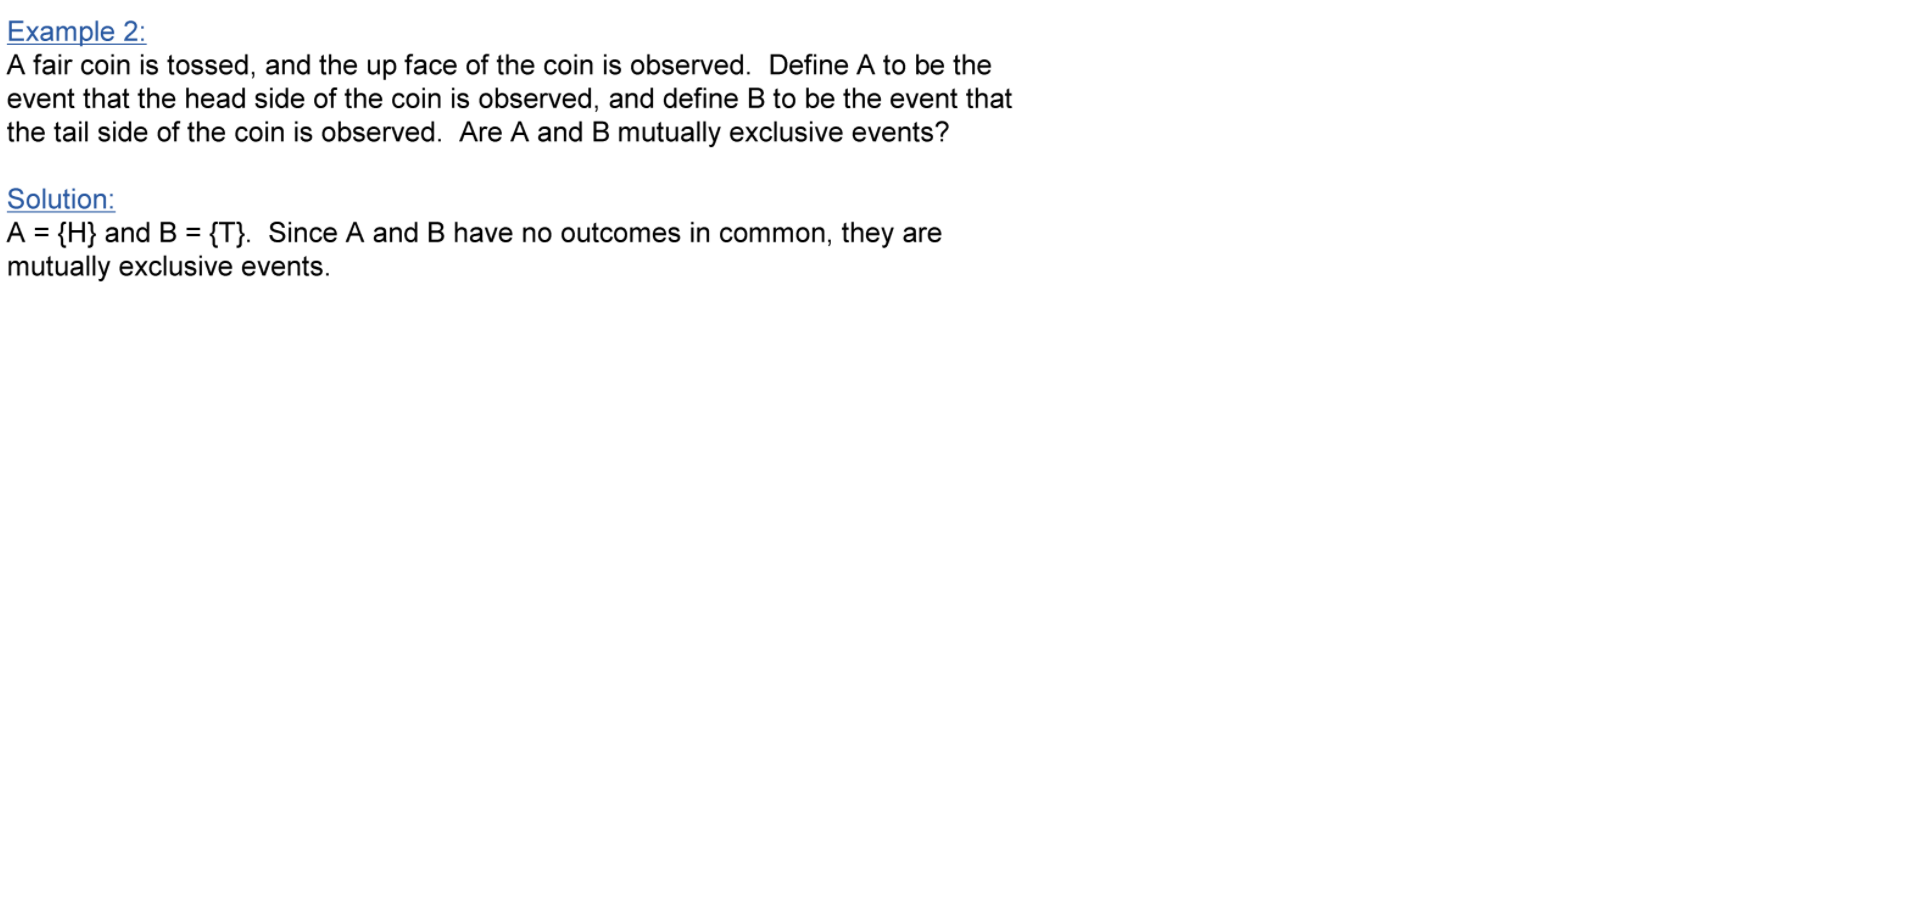 Example 2:
A fair coin is tossed, and the up face of the coin is observed.  Define A to be the
event that the head side of the coin is observed, and define B to be the event that
the tail side of the coin is observed.  Are A and B mutually exclusive events?
Solution:
A = {H} and B = {T}.  Since A and B have no outcomes in common, they are
mutually exclusive events.